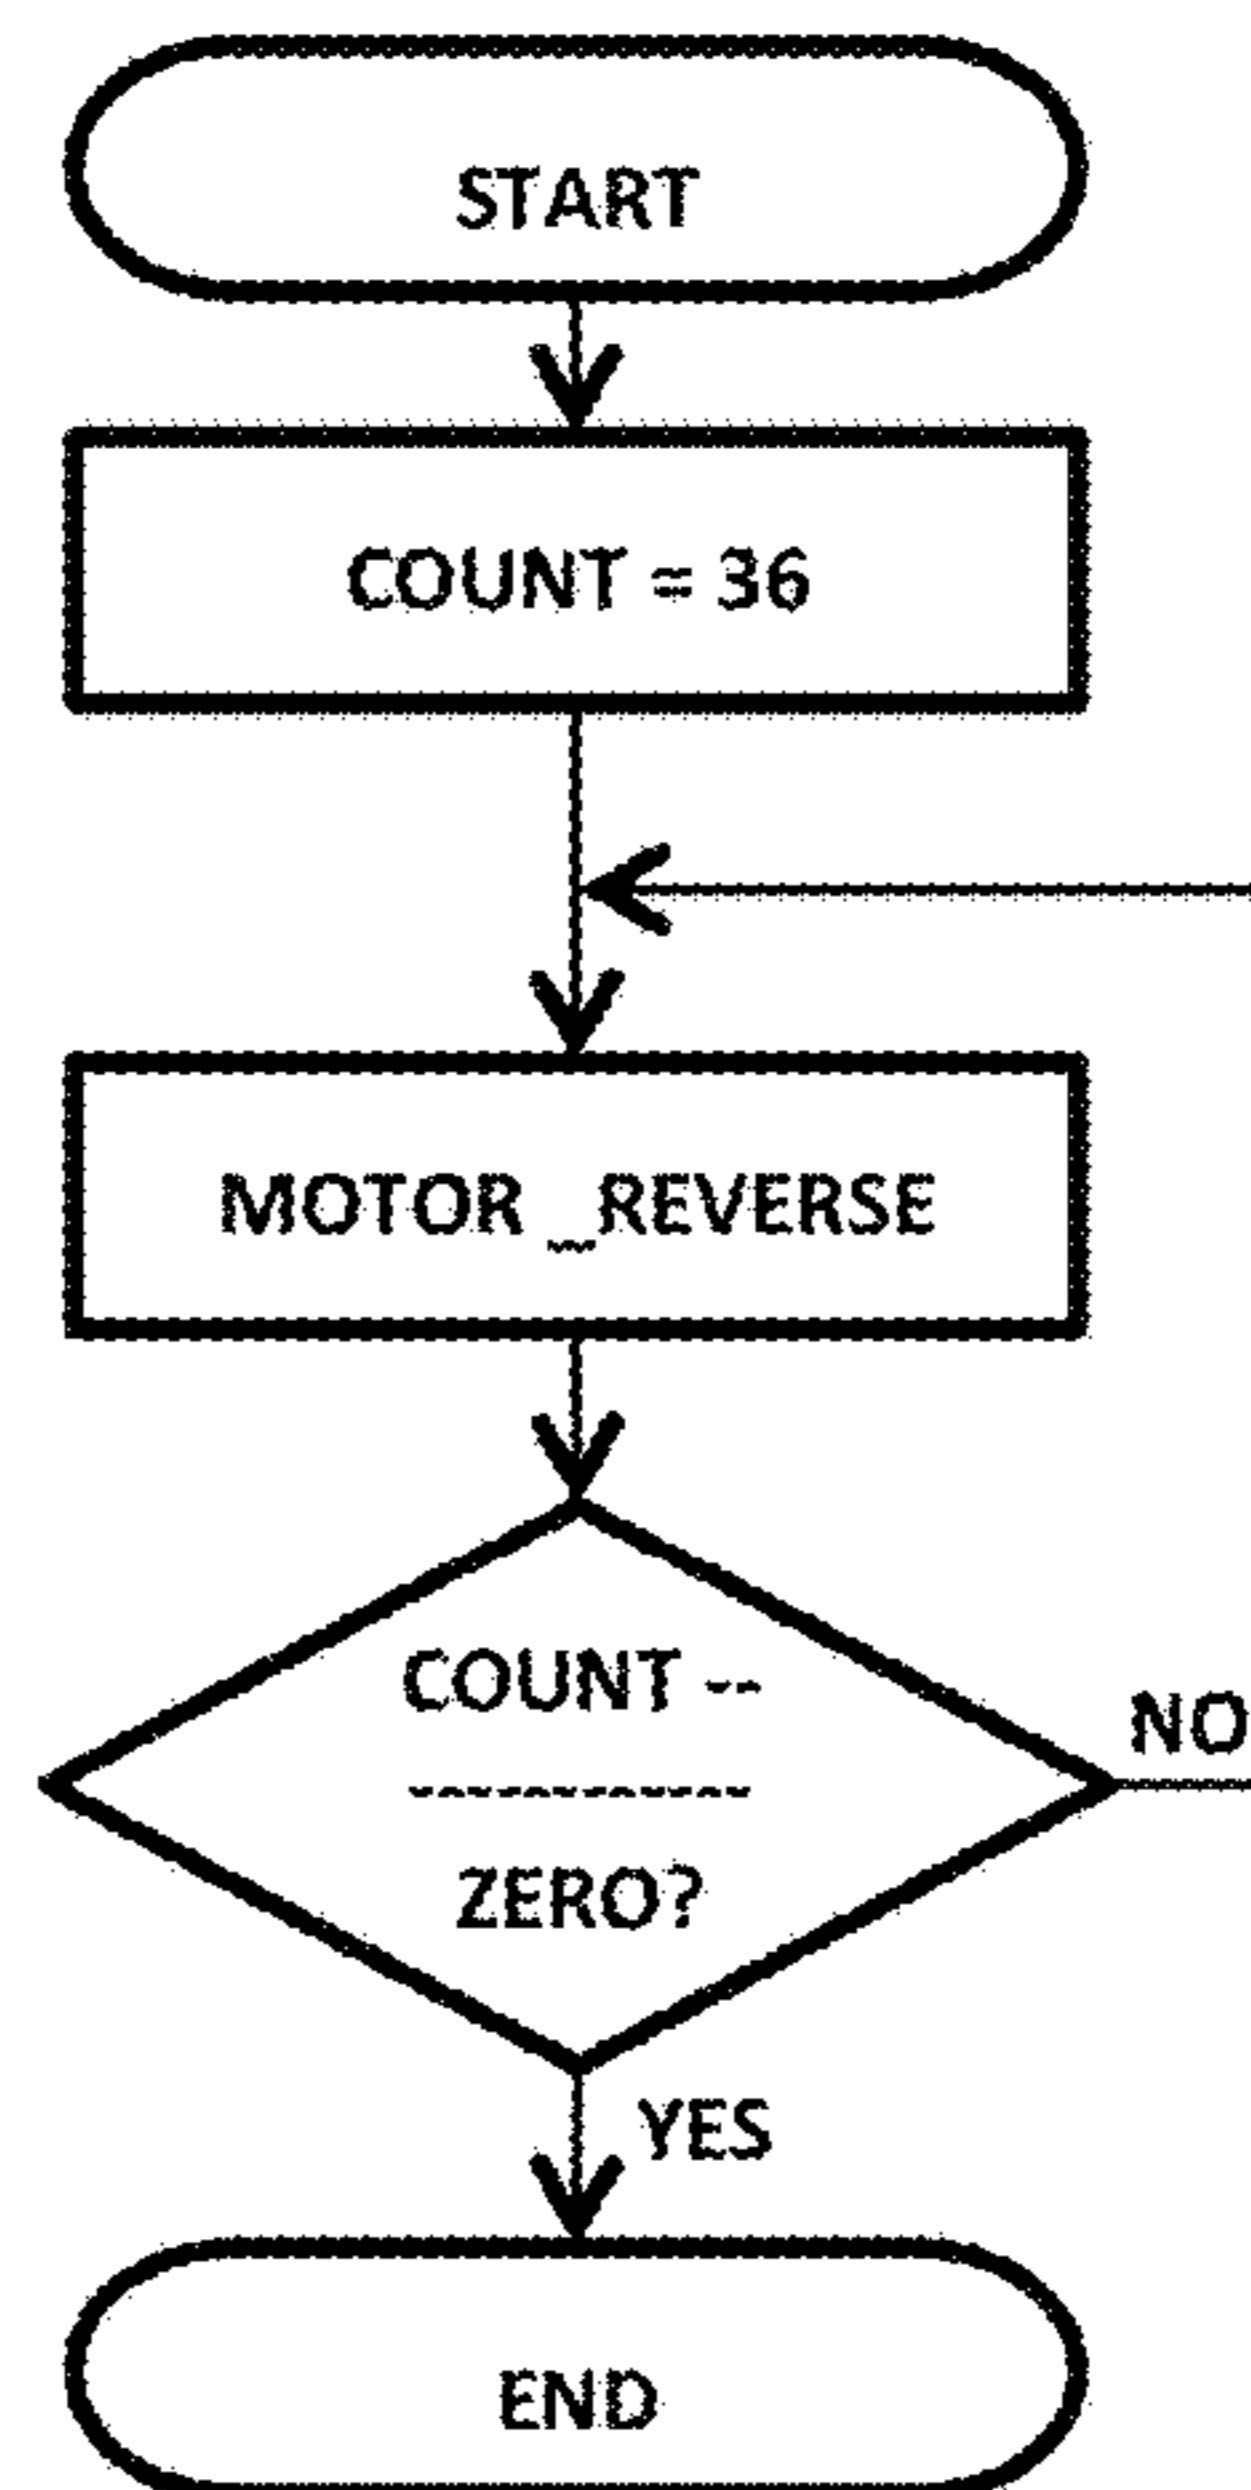 START
COUNT = 36
MOTOR _REVERSE
COUNT --
------------
ZERO?
NO
YES
END